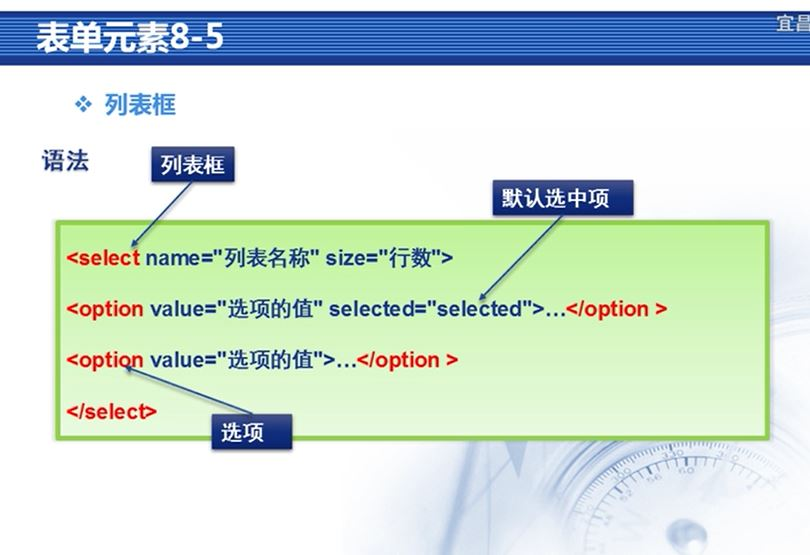 表单元素8-5
宜昌
列表框
语法
列表框
默认选中项
<select name="列表名称" size="行数">
<option value="选项的值" selected="selected">…</option >
<option value="选项的值">…</option >
</select>
选项